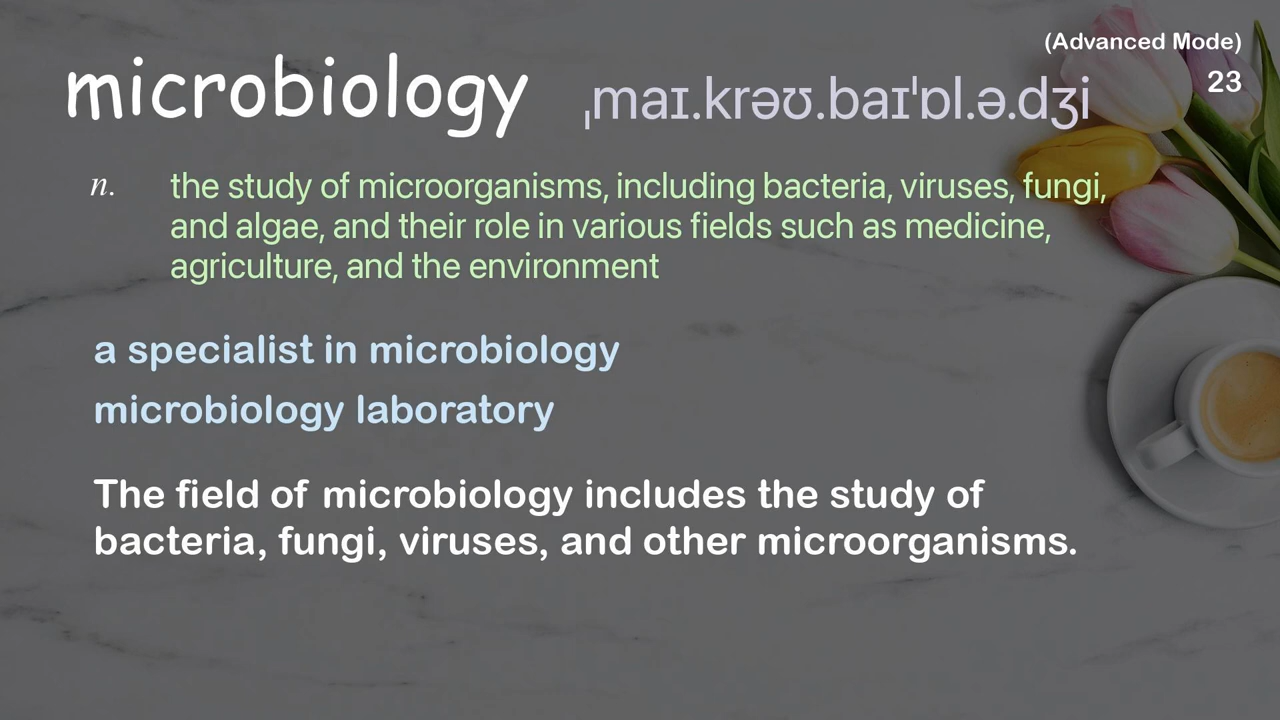 (Advanced Mode)
microbiology ˌmaɪ.krəʊ.baɪˈɒl.ə.dʒi
23
n. the study of microorganisms, including bacteria, viruses, fungi,
and algae, and their role in various fields such as medicine,
agriculture, and the environment
a specialist in microbiology
microbiology laboratory
The field of microbiology includes the study of
bacteria, fungi, viruses, and other microorganisms.